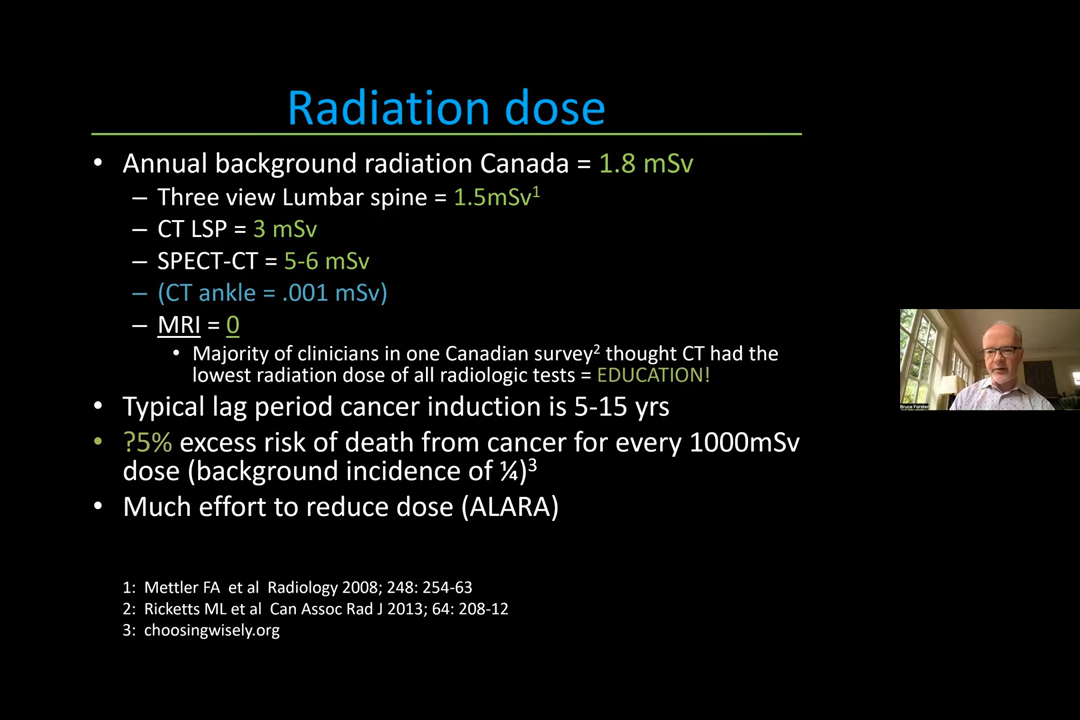 Radiation dose
• Annual background radiation Canada = 1.8 mSv
– Three view Lumbar spine = 1.5mSv1
– CT LSP = 3 mSv
– SPECT-CT = 5-6 mSv
– (CT ankle = .001 mSv)
– MRI = 0
• Majority of clinicians in one Canadian survey2 thought CT had the
lowest radiation dose of all radiologic tests = EDUCATION!
• Typical lag period cancer induction is 5-15 yrs
• ?5% excess risk of death from cancer for every 1000mSv
dose (background incidence of ¼)3
• Much effort to reduce dose (ALARA)
1: Mettler FA et al Radiology 2008; 248: 254-63
2: Ricketts ML et al Can Assoc Rad J 2013; 64: 208-12
3: choosingwisely.org
Bruce Forster